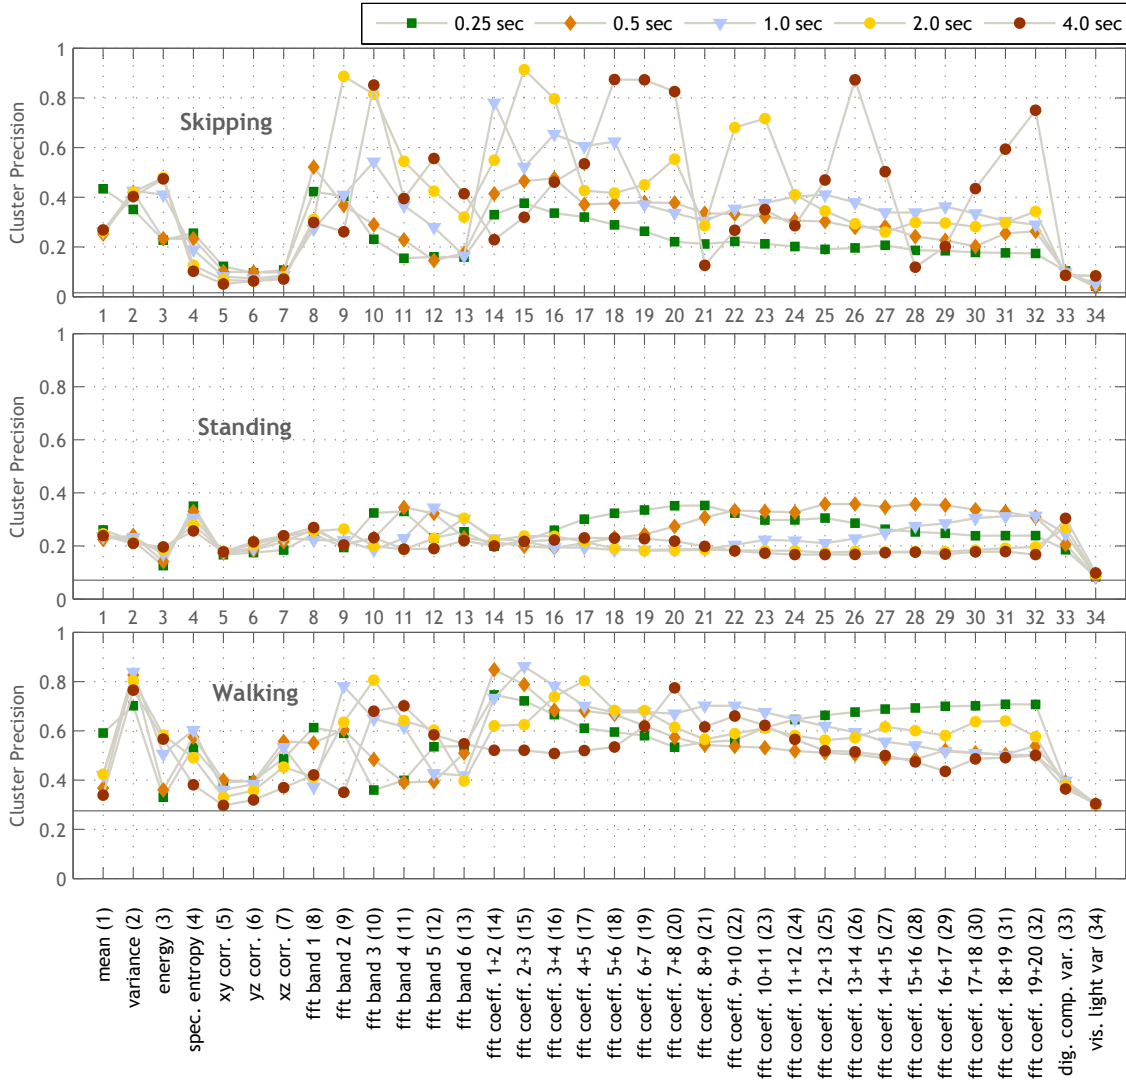 0.25 sec 0.5 sec 1.0 sec 2.0 sec 4.0 sec
1
0.8
0.6
0.4
0.2
0
Cluster Precision
Skipping
1 2 3 4 5 6 7 8 9 10 11 12 13 14 15 16 17 18 19 20 21 22 23 24 25 26 27 28 29 30 31 32 33 34
1
0.8
0.6
0.4
0.2
0
Cluster Precision
Standing
1 2 3 4 5 6 7 8 9 10 11 12 13 14 15 16 17 18 19 20 21 22 23 24 25 26 27 28 29 30 31 32 33 34
1
0.8
0.6
0.4
0.2
0
Cluster Precision
Walking
mean (1)
variance (2)
energy (3)
spec. entropy (4)
xy corr. (5)
yz corr. (6)
xz corr. (7)
fft band 1 (8)
fft band 2 (9)
fft band 3 (10)
fft band 4 (11)
fft band 5 (12)
fft band 6 (13)
fft coeff. 1+2 (14)
fft coeff. 2+3 (15)
fft coeff. 3+4 (16)
fft coeff. 4+5 (17)
fft coeff. 5+6 (18)
fft coeff. 6+7 (19)
fft coeff. 7+8 (20)
fft coeff. 8+9 (21)
fft coeff. 9+10 (22)
fft coeff. 10+11 (23)
fft coeff. 11+12 (24)
fft coeff. 12+13 (25)
fft coeff. 13+14 (26)
fft coeff. 14+15 (27)
fft coeff. 15+16 (28)
fft coeff. 16+17 (29)
fft coeff. 17+18 (30)
fft coeff. 18+19 (31)
fft coeff. 19+20 (32)
dig. comp. var. (33)
vis. light var (34)